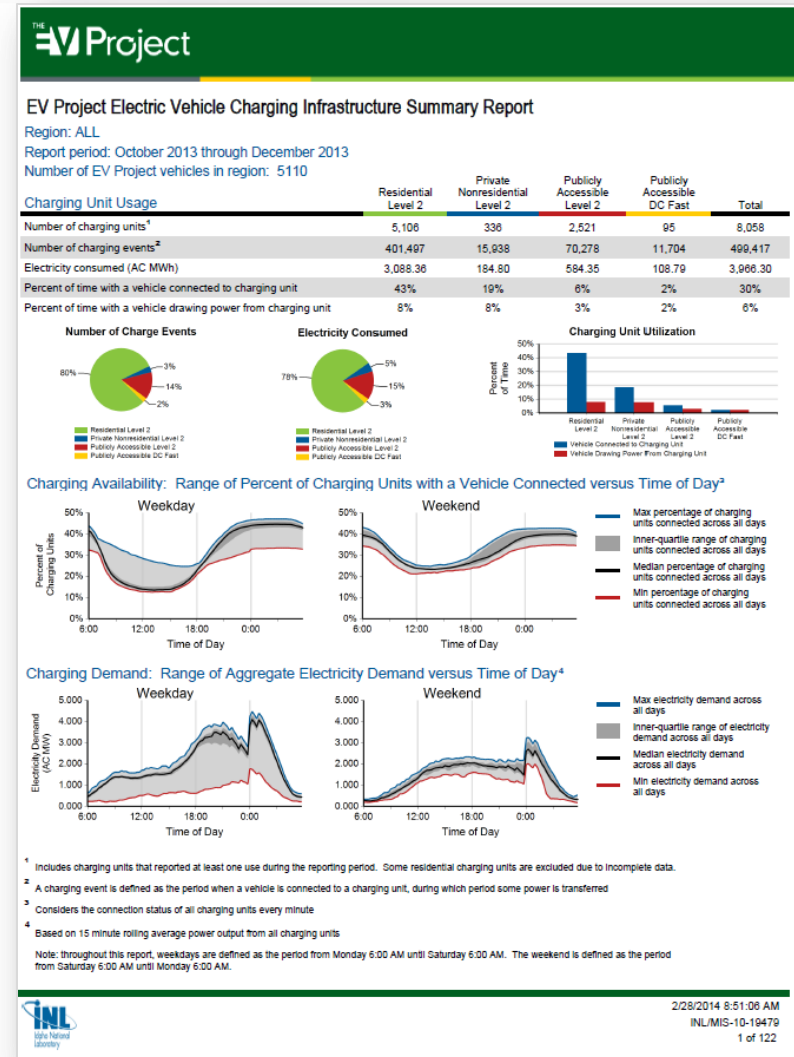 THE
EV Project
EV Project Electric Vehicle Charging Infrastructure Summary Report
Region: ALL
Report period: October 2013 through December 2013
Number of EV Project vehicles in region: 5110
Charging Unit Usage
Residential Level 2
Private Nonresidential Level 2
Publicly Accessible Level 2
Publicly Accessible DC Fast
Total
Number of charging units¹ 5,106 336 2,521 95 8,058
Number of charging events² 401,497 15,938 70,278 11,704 499,417
Electricity consumed (AC MWh) 3,088.36 184.80 584.35 108.79 3,966.30
Percent of time with a vehicle connected to charging unit 43% 19% 6% 2% 30%
Percent of time with a vehicle drawing power from charging unit 8% 8% 3% 2% 6%
Number of Charge Events
80%
3%
14%
2%
Residential Level 2
Private Nonresidential Level 2
Publicly Accessible Level 2
Publicly Accessible DC Fast
Electricity Consumed
78%
5%
15%
3%
Residential Level 2
Private Nonresidential Level 2
Publicly Accessible Level 2
Publicly Accessible DC Fast
Charging Unit Utilization
Percent
of Time
50%
40%
30%
20%
10%
0%
Residential Level 2
Private Nonresidential Level 2
Publicly Accessible Level 2
Publicly Accessible DC Fast
Vehicle Connected to Charging Unit
Vehicle Drawing Power From Charging Unit
Charging Availability: Range of Percent of Charging Units with a Vehicle Connected versus Time of Day³
Weekday
Percent of
Charging Units
50%
40%
30%
20%
10%
0%
6:00 12:00 18:00 0:00
Time of Day
Weekend
50%
40%
30%
20%
10%
0%
6:00 12:00 18:00 0:00
Time of Day
Max percentage of charging
units connected across all days
Inner-quartile range of charging
units connected across all days
Median percentage of charging
units connected across all days
Min percentage of charging
units connected across all days
Charging Demand: Range of Aggregate Electricity Demand versus Time of Day⁴
Weekday
Electricity Demand
(AC MW)
5.000
4.000
3.000
2.000
1.000
0.000
6:00 12:00 18:00 0:00
Time of Day
Weekend
5.000
4.000
3.000
2.000
1.000
0.000
6:00 12:00 18:00 0:00
Time of Day
Max electricity demand across
all days
Inner-quartile range of electricity
demand across all days
Median electricity demand
across all days
Min electricity demand across
all days
¹ Includes charging units that reported at least one use during the reporting period. Some residential charging units are excluded due to incomplete data.
² A charging event is defined as the period when a vehicle is connected to a charging unit, during which period some power is transferred
³ Considers the connection status of all charging units every minute
⁴ Based on 15 minute rolling average power output from all charging units
Note: throughout this report, weekdays are defined as the period from Monday 6:00 AM until Saturday 6:00 AM. The weekend is defined as the period
from Saturday 6:00 AM until Monday 6:00 AM.
INL
Idaho National
Laboratory
2/28/2014 8:51:06 AM
INL/MIS-10-19479
1 of 122